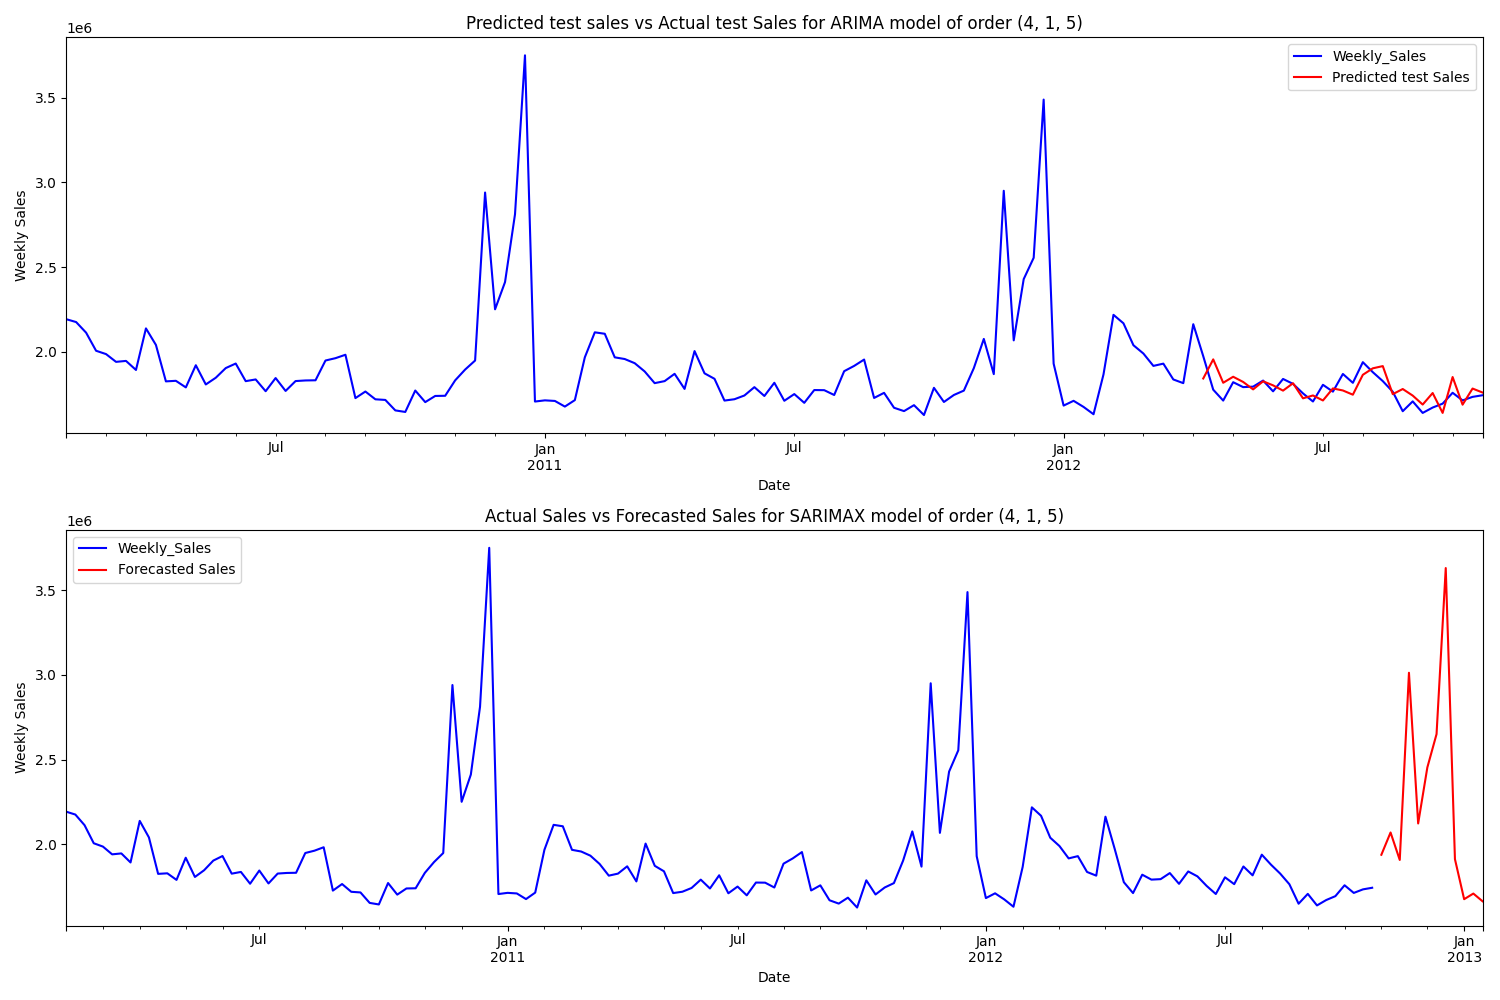 Predicted test sales vs Actual test Sales for ARIMA model of order (4, 1, 5)
1e6
Weekly_Sales
Predicted test Sales
3.5
3.0
2.5
2.0
Weekly Sales
Jul
Jan
2011
Jul
Jan
2012
Jul
Date
Actual Sales vs Forecasted Sales for SARIMAX model of order (4, 1, 5)
1e6
Weekly_Sales
Forecasted Sales
3.5
3.0
2.5
2.0
Weekly Sales
Jul
Jan
2011
Jul
Jan
2012
Jul
Jan
2013
Date